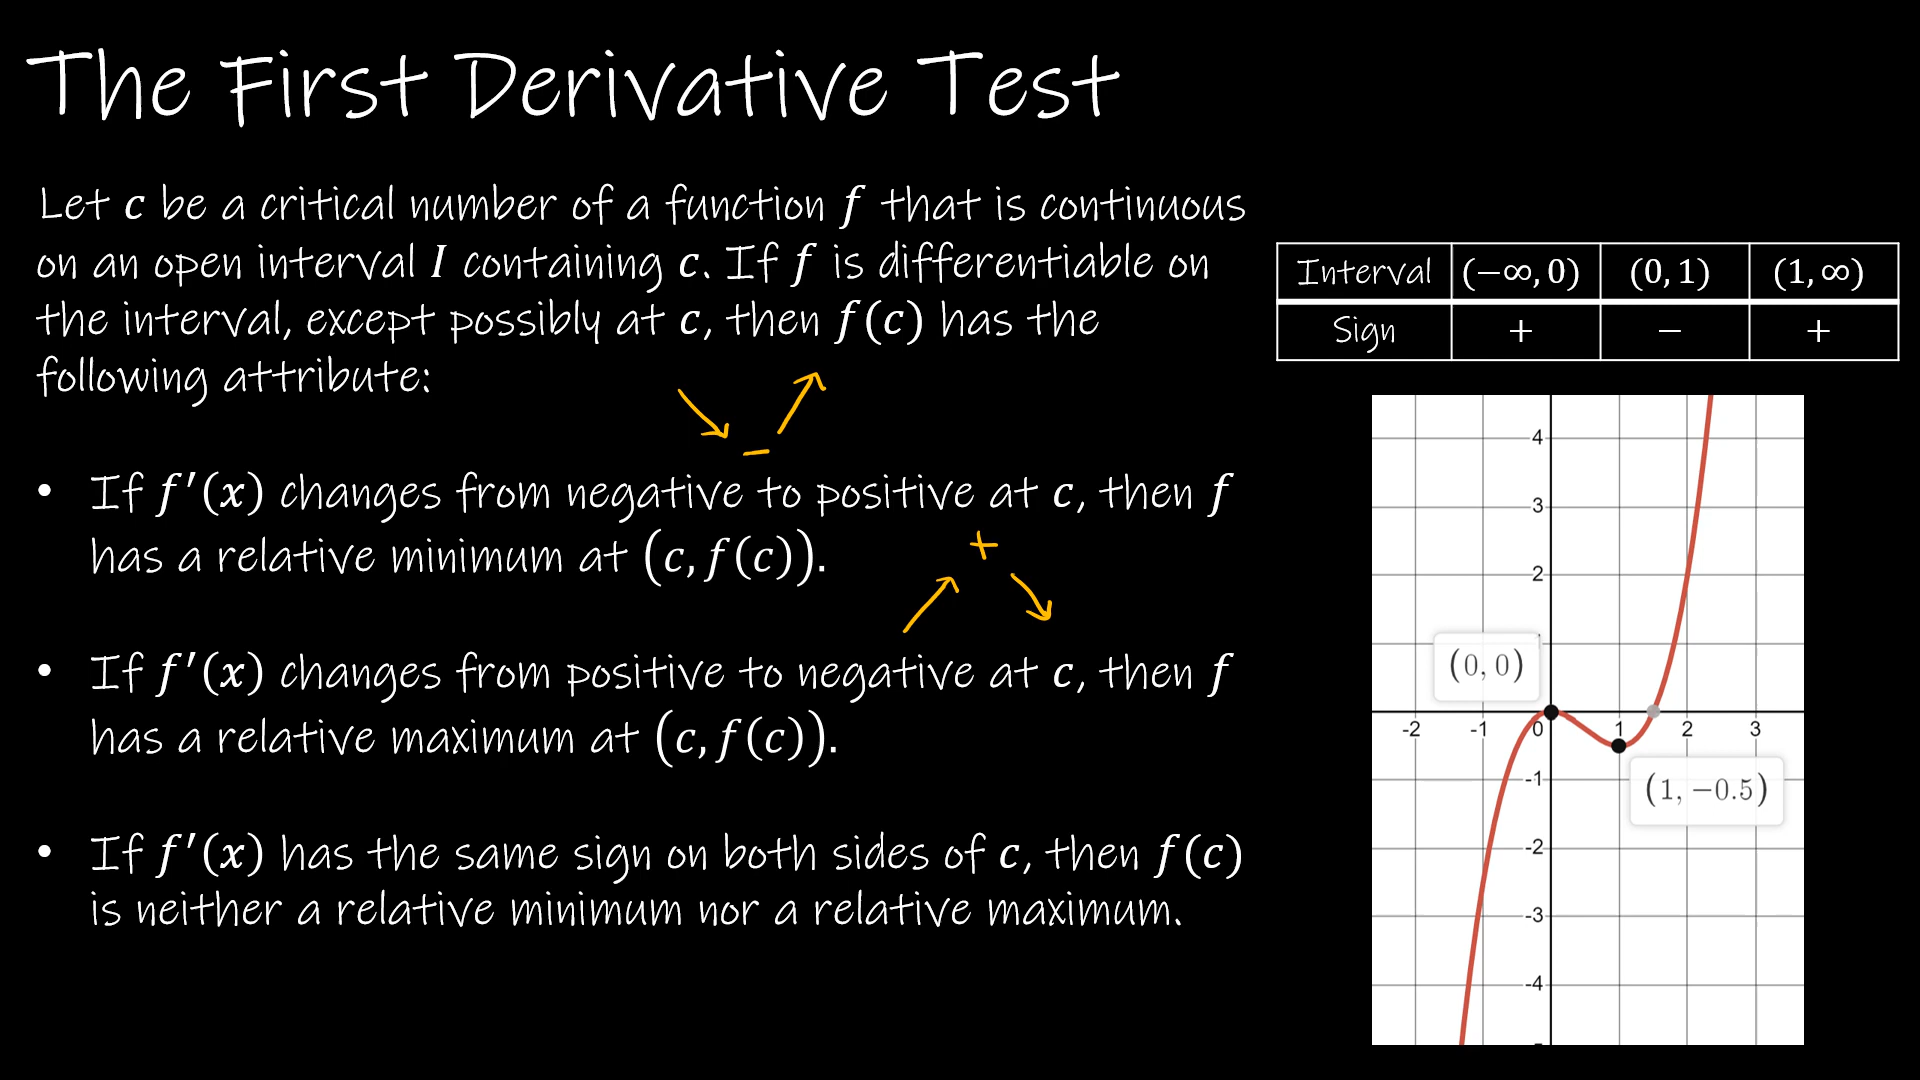 The First Derivative Test
Let c be a critical number of a function f that is continuous
on an open interval I containing c. If f is differentiable on
the interval, except possibly at c, then f(c) has the
following attribute:
−
• If f′(x) changes from negative to positive at c, then f
has a relative minimum at (c, f(c)).
+
• If f′(x) changes from positive to negative at c, then f
has a relative maximum at (c, f(c)).
• If f′(x) has the same sign on both sides of c, then f(c)
is neither a relative minimum nor a relative maximum.
Interval (−∞, 0) (0, 1) (1, ∞)
Sign + − +
4
3
2
(0, 0)
-2 -1 0 1 2 3
-1
(1, −0.5)
-2
-3
-4